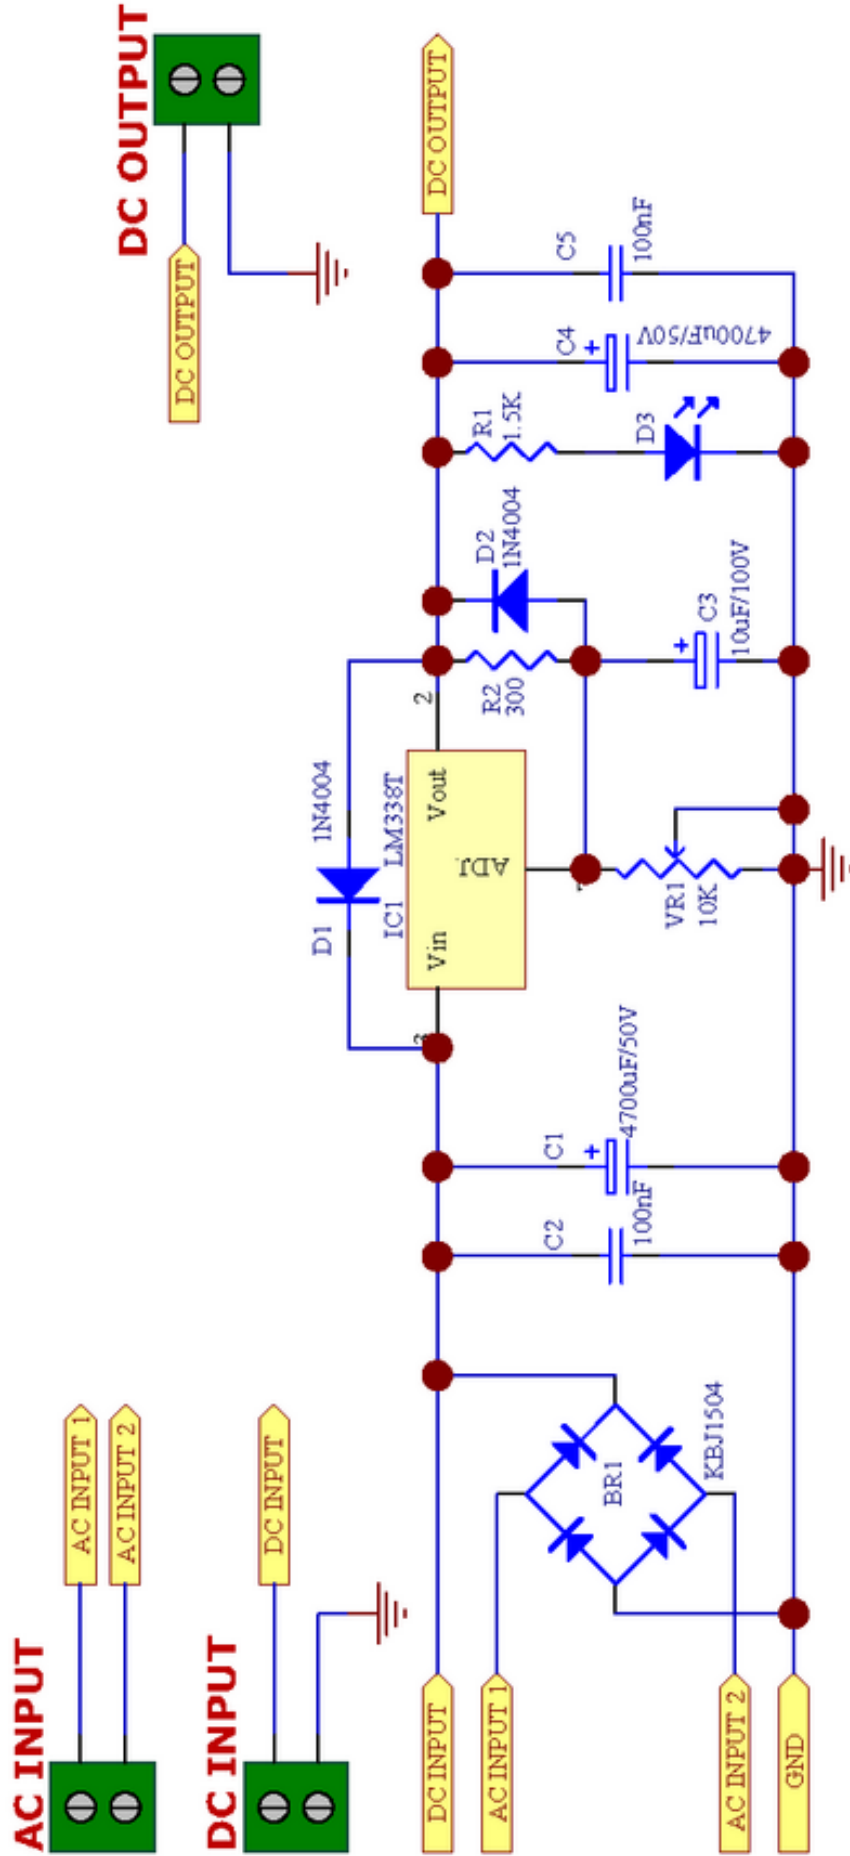 AC INPUT
AC INPUT 1
AC INPUT 2
DC INPUT
DC INPUT
DC OUTPUT
DC OUTPUT
DC INPUT
AC INPUT 1
AC INPUT 2
GND
BR1
KBJ1504
C2
100nF
C1
4700uF/50V
D1
1N4004
IC1
LM338T
Vin
Vout
ADJ.
3
2
VR1
10K
R2
300
D2
1N4004
C3
10uF/100V
R1
1.5K
D3
C4
4700uF/50V
C5
100nF
DC OUTPUT
+
+
+